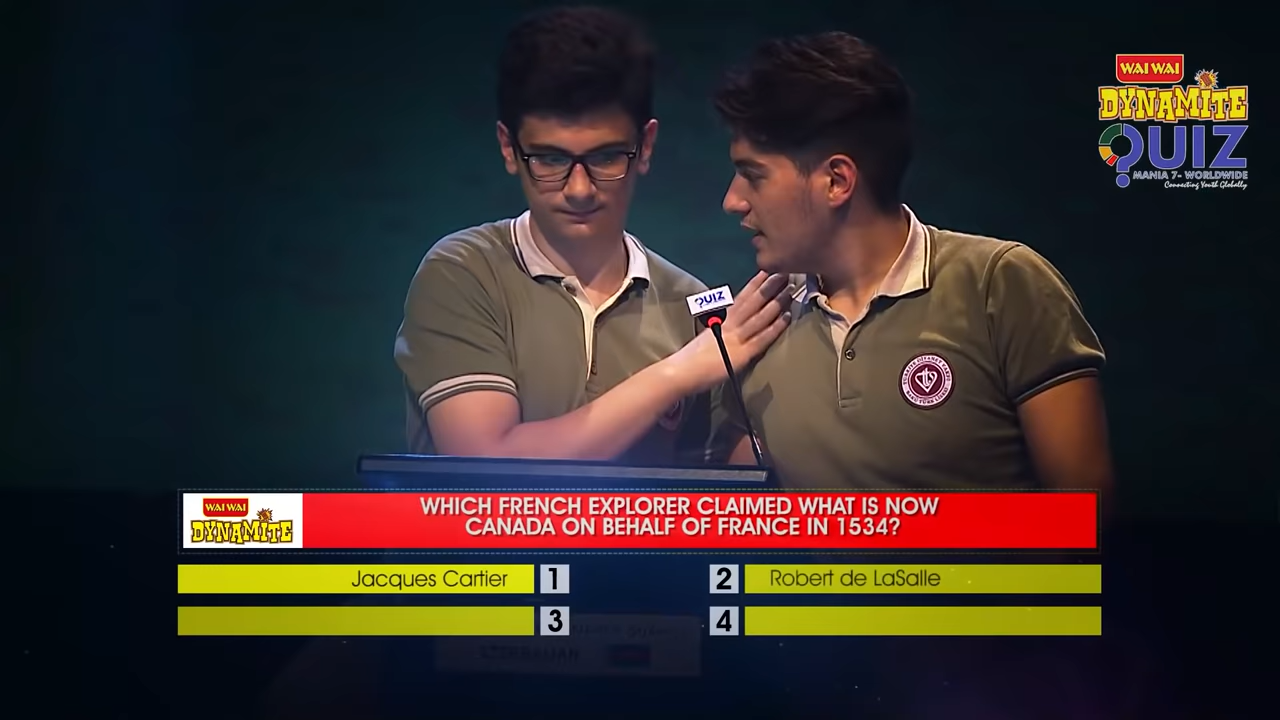 WAI WAI
DYNAMITE
QUIZ
MANIA 7- WORLDWIDE
Connecting Youth Globally
QUIZ
WAI WAI
DYNAMITE
WHICH FRENCH EXPLORER CLAIMED WHAT IS NOW
CANADA ON BEHALF OF FRANCE IN 1534?
Jacques Cartier 1
2 Robert de LaSalle
3
4